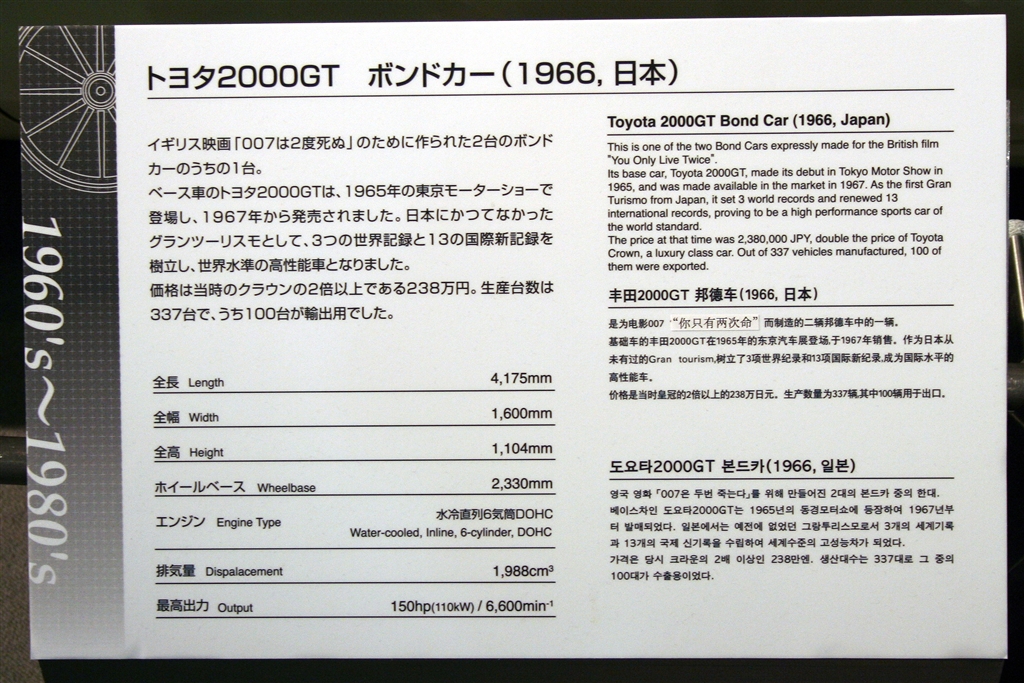 1960's～1980's
トヨタ2000GT ボンドカー（1966, 日本）
イギリス映画「007は2度死ぬ」のために作られた2台のボンド
カーのうちの1台。
ベース車のトヨタ2000GTは、1965年の東京モーターショーで
登場し、1967年から発売されました。日本にかつてなかった
グランツーリスモとして、3つの世界記録と13の国際新記録を
樹立し、世界水準の高性能車となりました。
価格は当時のクラウンの2倍以上である238万円。生産台数は
337台で、うち100台が輸出用でした。
全長 Length 4,175mm
全幅 Width 1,600mm
全高 Height 1,104mm
ホイールベース Wheelbase 2,330mm
エンジン Engine Type 水冷直列6気筒DOHC
Water-cooled, Inline, 6-cylinder, DOHC
排気量 Dispalacement 1,988cm³
最高出力 Output 150hp(110kW) / 6,600min⁻¹
Toyota 2000GT Bond Car (1966, Japan)
This is one of the two Bond Cars expressly made for the British film
"You Only Live Twice".
Its base car, Toyota 2000GT, made its debut in Tokyo Motor Show in
1965, and was made available in the market in 1967. As the first Gran
Turismo from Japan, it set 3 world records and renewed 13
international records, proving to be a high performance sports car of
the world standard.
The price at that time was 2,380,000 JPY, double the price of Toyota
Crown, a luxury class car. Out of 337 vehicles manufactured, 100 of
them were exported.
丰田2000GT 邦德车(1966, 日本)
是为电影007 “你只有两次命” 而制造的二辆邦德车中的一辆。
基础车的丰田2000GT在1965年的东京汽车展登场,于1967年销售。作为日本从
未有过的Gran tourism,树立了3项世界纪录和13项国际新纪录,成为国际水平的
高性能车。
价格是当时皇冠的2倍以上的238万日元。生产数量为337辆,其中100辆用于出口。
도요타2000GT 본드카(1966, 일본)
영국 영화「007은 두번 죽는다」를 위해 만들어진 2대의 본드카 중의 한대.
베이스차인 도요타2000GT는 1965년의 동경모터쇼에 등장하여 1967년부
터 발매되었다. 일본에서는 예전에 없었던 그랑투리스모로서 3개의 세계기록
과 13개의 국제 신기록을 수립하여 세계수준의 고성능차가 되었다.
가격은 당시 크라운의 2배 이상인 238만엔. 생산대수는 337대로 그 중의
100대가 수출용이었다.